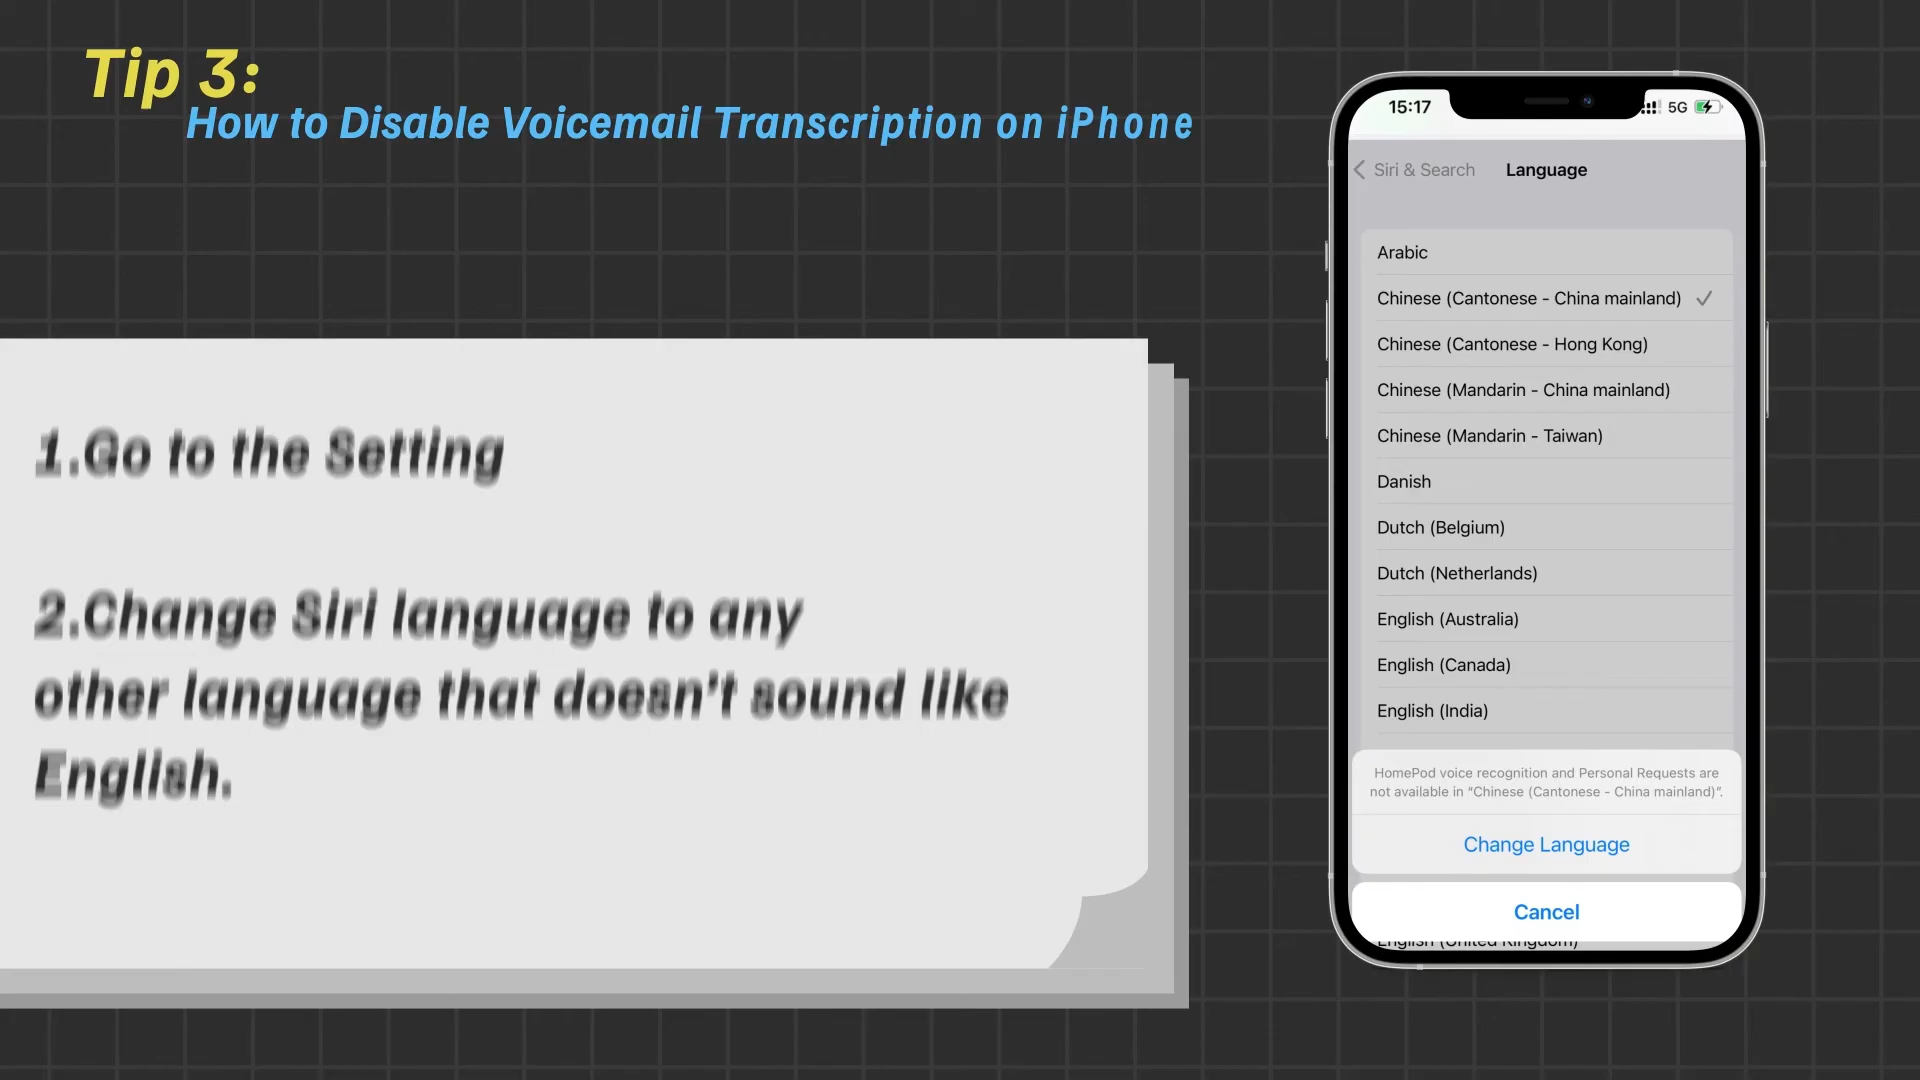 Tip 3:
How to Disable Voicemail Transcription on iPhone
1.Go to the Setting
2.Change Siri language to any
other language that doesn't sound like
English.
15:17
5G
Siri & Search
Language
Arabic
Chinese (Cantonese - China mainland)
Chinese (Cantonese - Hong Kong)
Chinese (Mandarin - China mainland)
Chinese (Mandarin - Taiwan)
Danish
Dutch (Belgium)
Dutch (Netherlands)
English (Australia)
English (Canada)
English (India)
HomePod voice recognition and Personal Requests are
not available in “Chinese (Cantonese - China mainland)”.
Change Language
Cancel
English (United Kingdom)